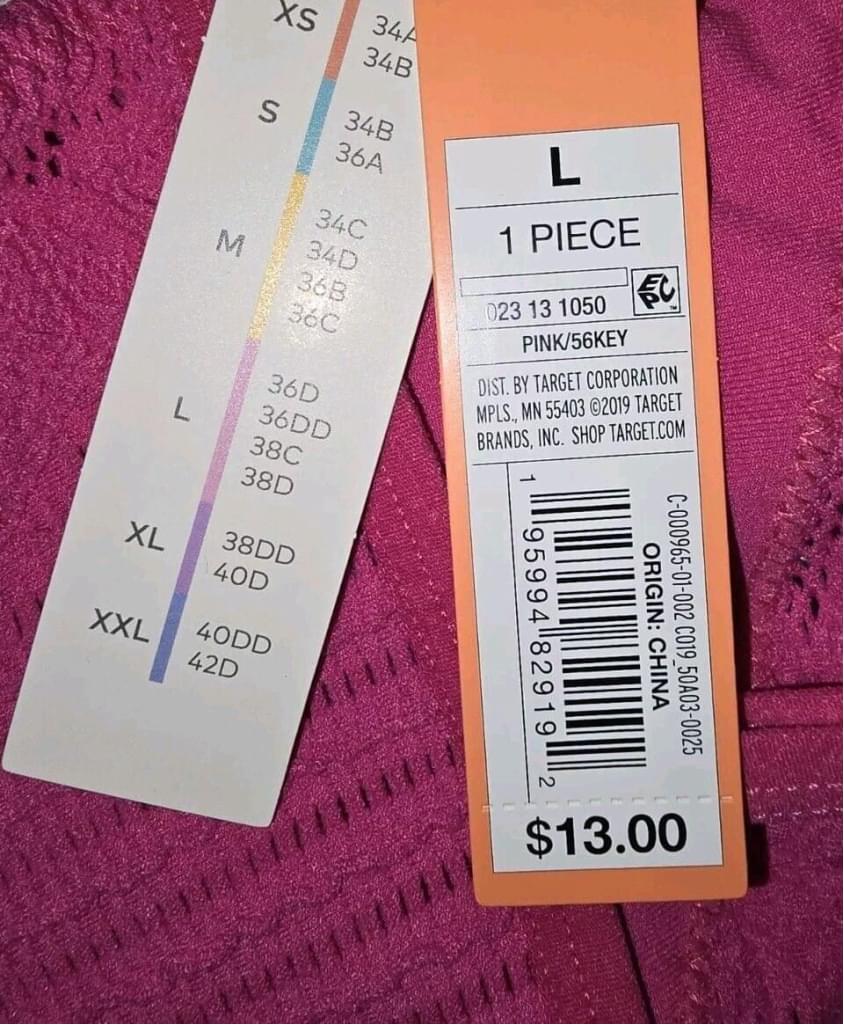 XS
34A
34B
S
34B
36A
M
34C
34D
36B
36C
L
36D
36DD
38C
38D
XL
38DD
40D
XXL
40DD
42D
L
1 PIECE
EPC™
023 13 1050
PINK/56KEY
DIST. BY TARGET CORPORATION
MPLS., MN 55403 ©2019 TARGET
BRANDS, INC. SHOP TARGET.COM
C-000965-01-002 C019_50A03-0025
ORIGIN: CHINA
1 95994 82919 2
$13.00